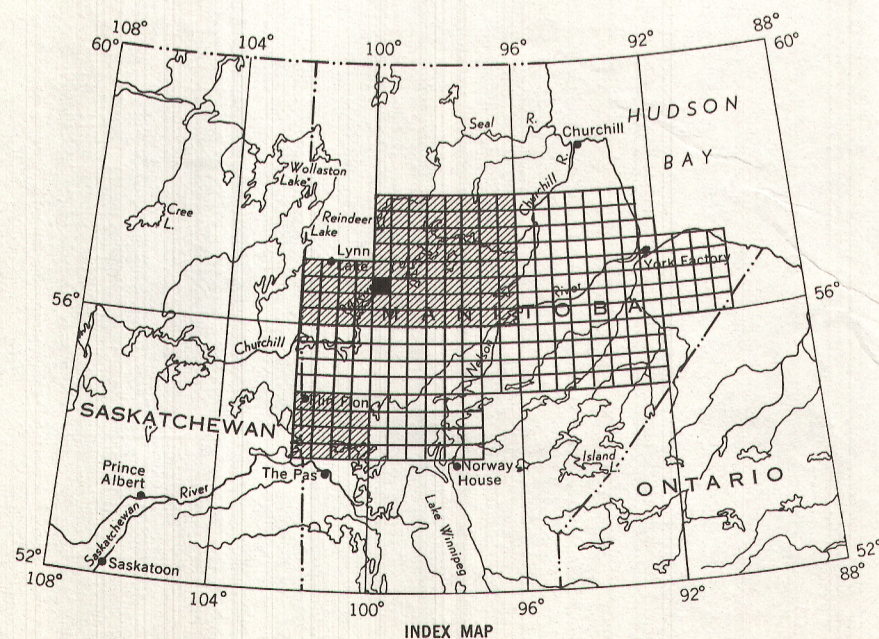 108° 104° 100° 96° 92° 88°
60° 60°
HUDSON
BAY
Seal R.
Churchill
Churchill R.
Wollaston
Lake
Cree
L.
Reindeer
Lake
Lynn
Lake
York Factory
River
56° 56°
MANITOBA
Churchill
Nelson
Flin Flon
SASKATCHEWAN
Prince
Albert
River
The Pas
Norway
House
Island
L.
ONTARIO
Saskatchewan
Lake Winnipeg
52° 52°
Saskatoon
108° 104° 100° 96° 92° 88°
INDEX MAP